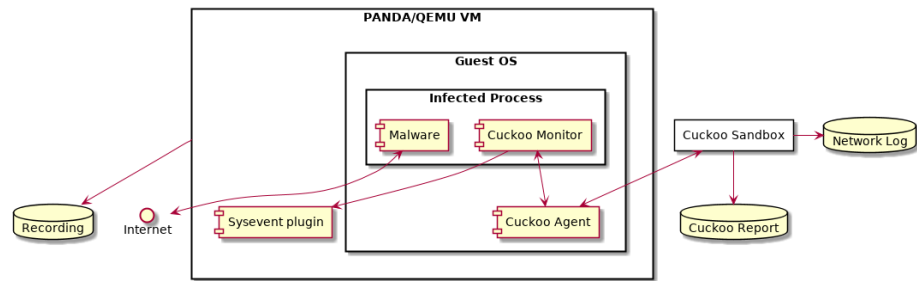 PANDA/QEMU VM
Guest OS
Infected Process
Malware
Cuckoo Monitor
Cuckoo Sandbox
Network Log
Recording
Internet
Sysevent plugin
Cuckoo Agent
Cuckoo Report